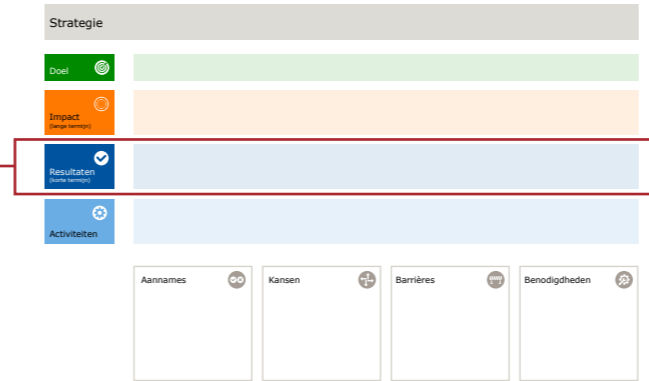 Strategie
Doel
Impact
(lange termijn)
Resultaten
(korte termijn)
Activiteiten
Aannames
Kansen
Barrières
Benodigdheden